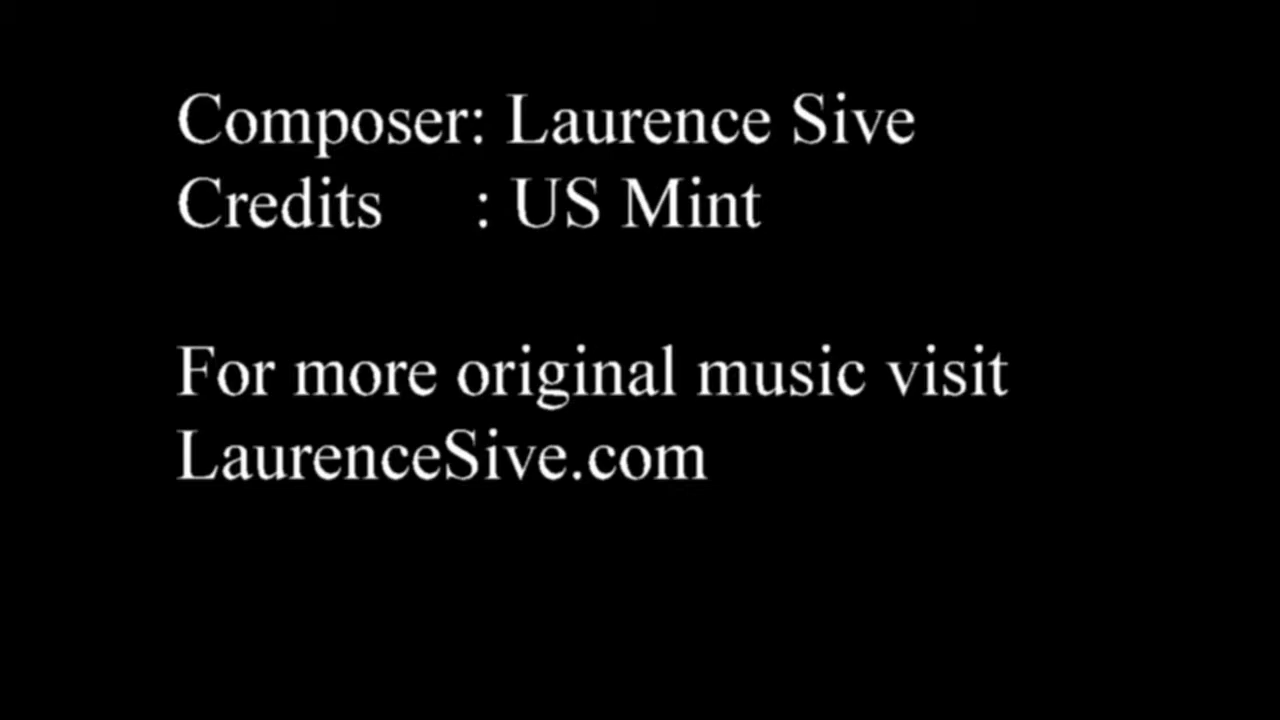 Composer: Laurence Sive
Credits : US Mint
For more original music visit
LaurenceSive.com